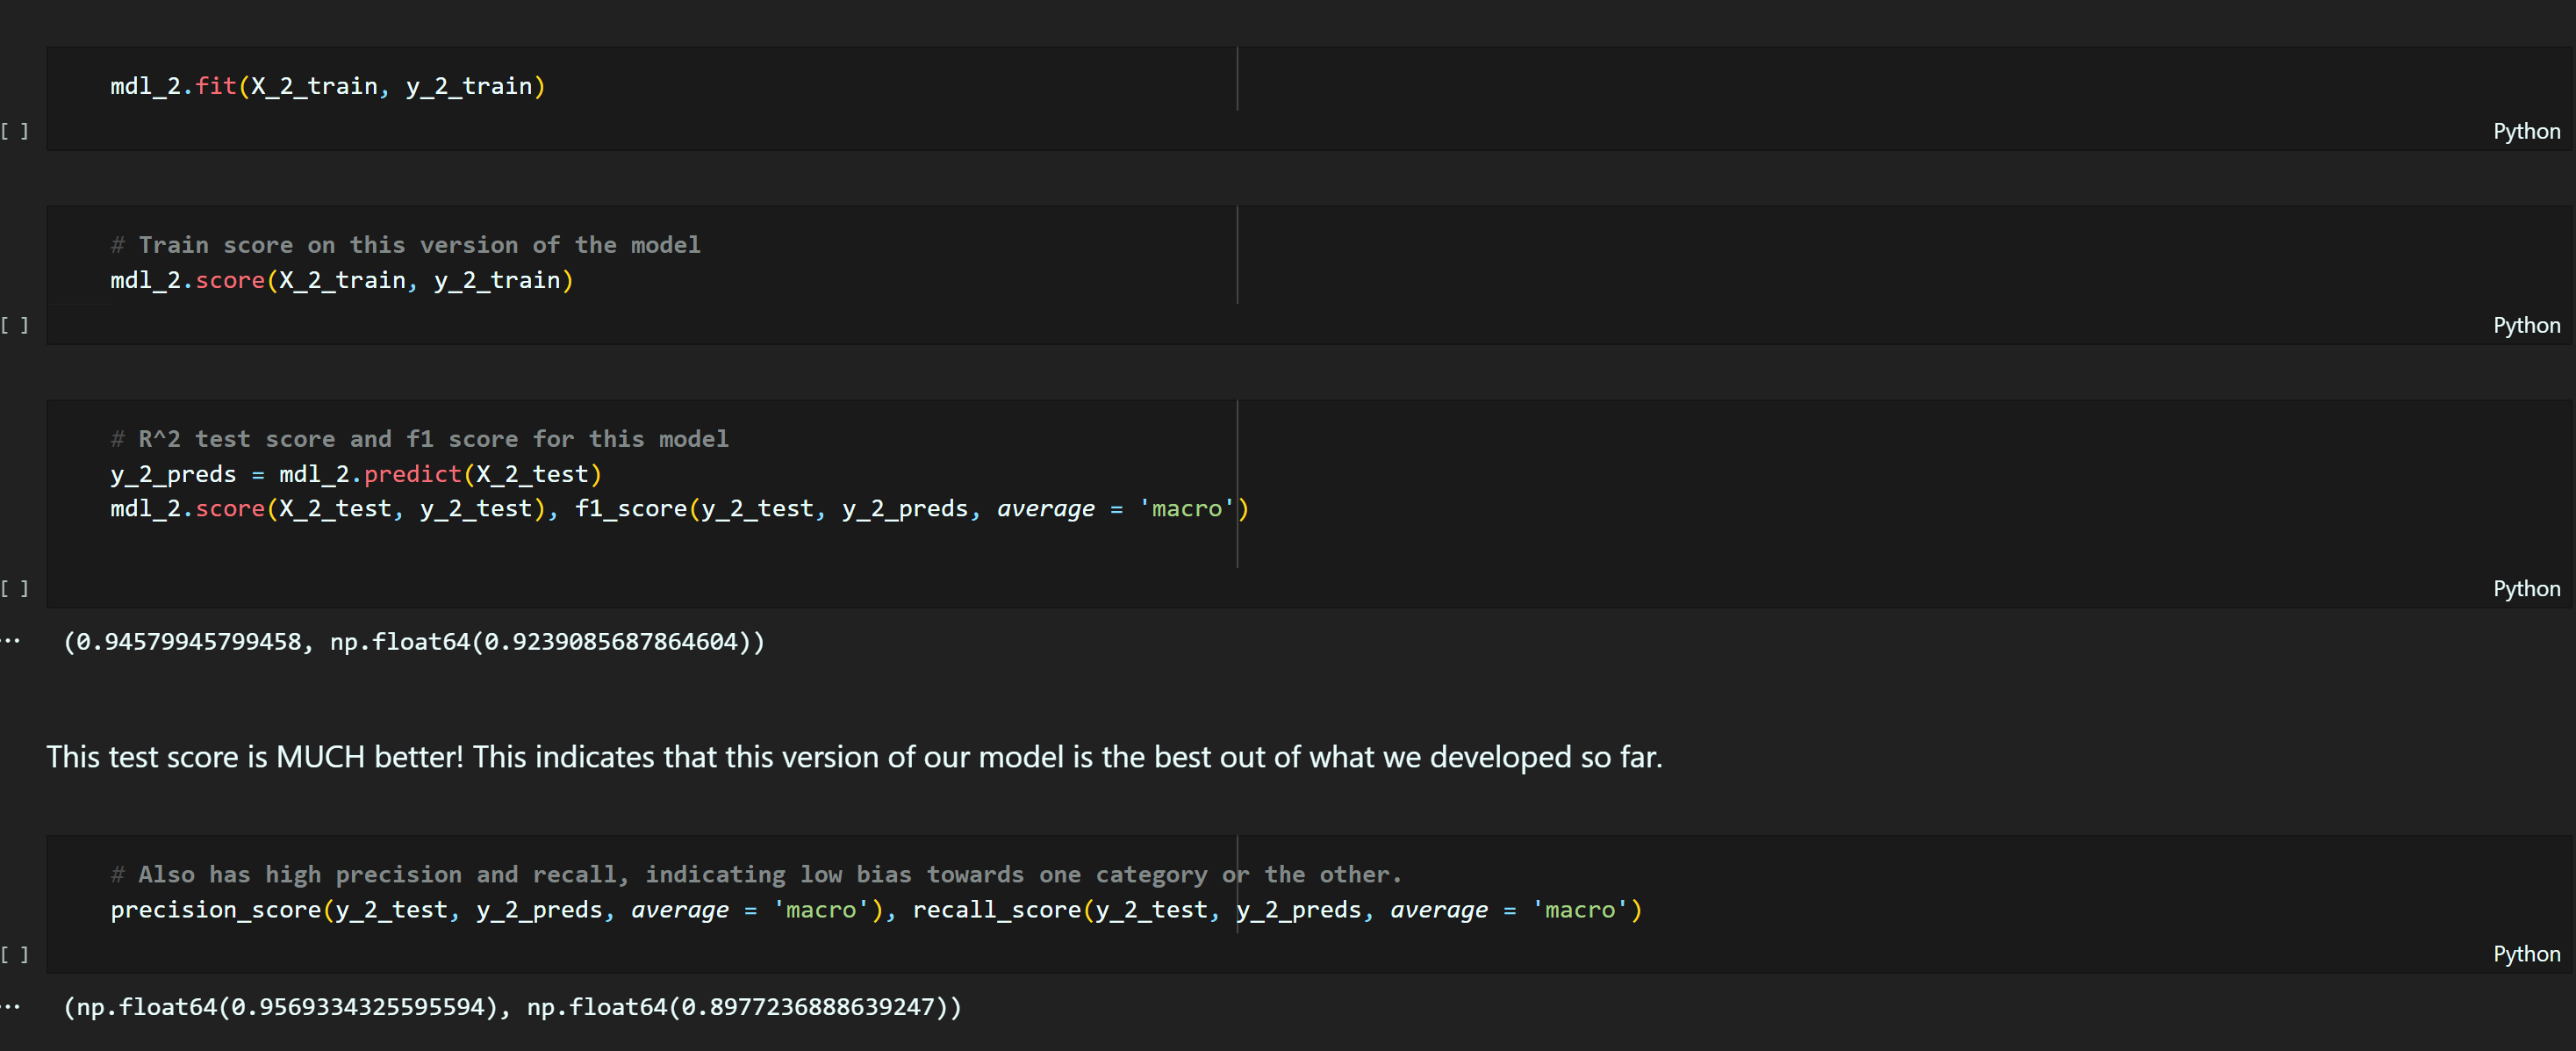 mdl_2.fit(X_2_train, y_2_train)
[ ]
Python
# Train score on this version of the model
mdl_2.score(X_2_train, y_2_train)
[ ]
Python
# R^2 test score and f1 score for this model
y_2_preds = mdl_2.predict(X_2_test)
mdl_2.score(X_2_test, y_2_test), f1_score(y_2_test, y_2_preds, average = 'macro')
[ ]
Python
... (0.94579945799458, np.float64(0.9239085687864604))
This test score is MUCH better! This indicates that this version of our model is the best out of what we developed so far.
# Also has high precision and recall, indicating low bias towards one category or the other.
precision_score(y_2_test, y_2_preds, average = 'macro'), recall_score(y_2_test, y_2_preds, average = 'macro')
[ ]
Python
... (np.float64(0.9569334325595594), np.float64(0.8977236888639247))